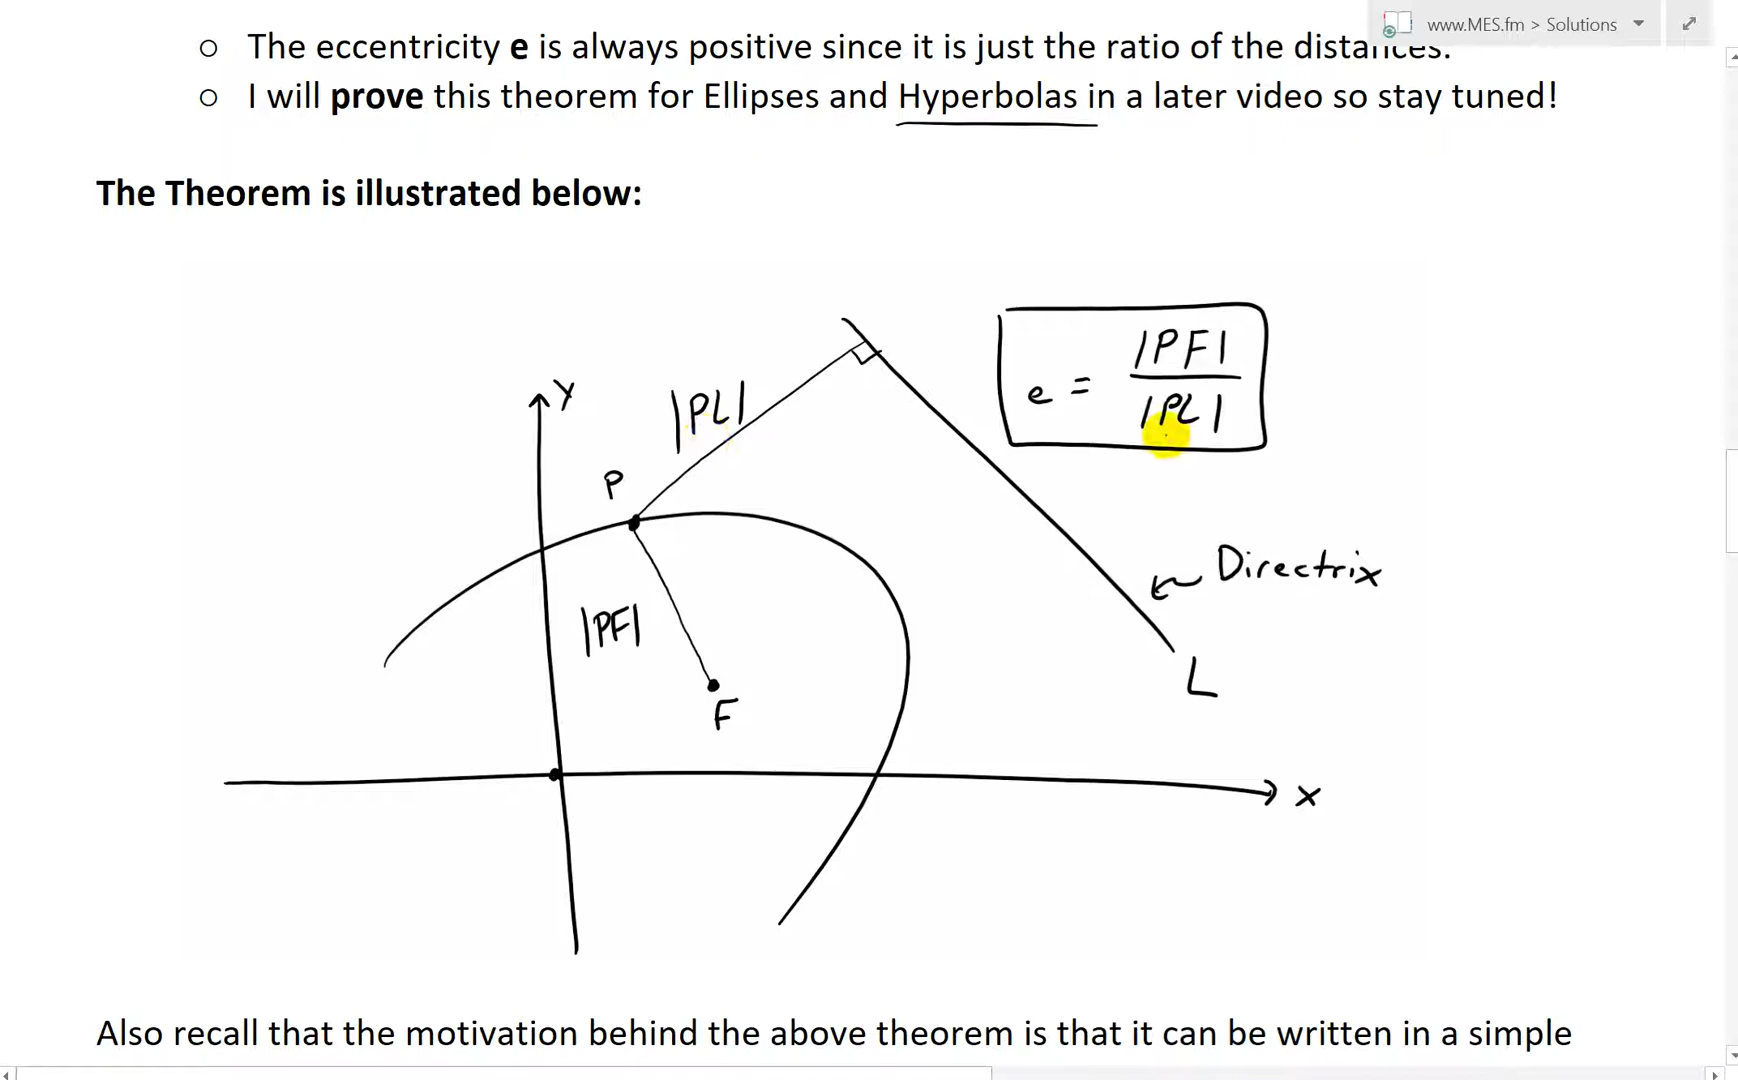 www.MES.fm > Solutions
○ The eccentricity e is always positive since it is just the ratio of the distances.
○ I will prove this theorem for Ellipses and Hyperbolas in a later video so stay tuned!
The Theorem is illustrated below:
e = |PF| / |PL|
y
|PL|
P
Directrix
|PF|
L
F
x
Also recall that the motivation behind the above theorem is that it can be written in a simple